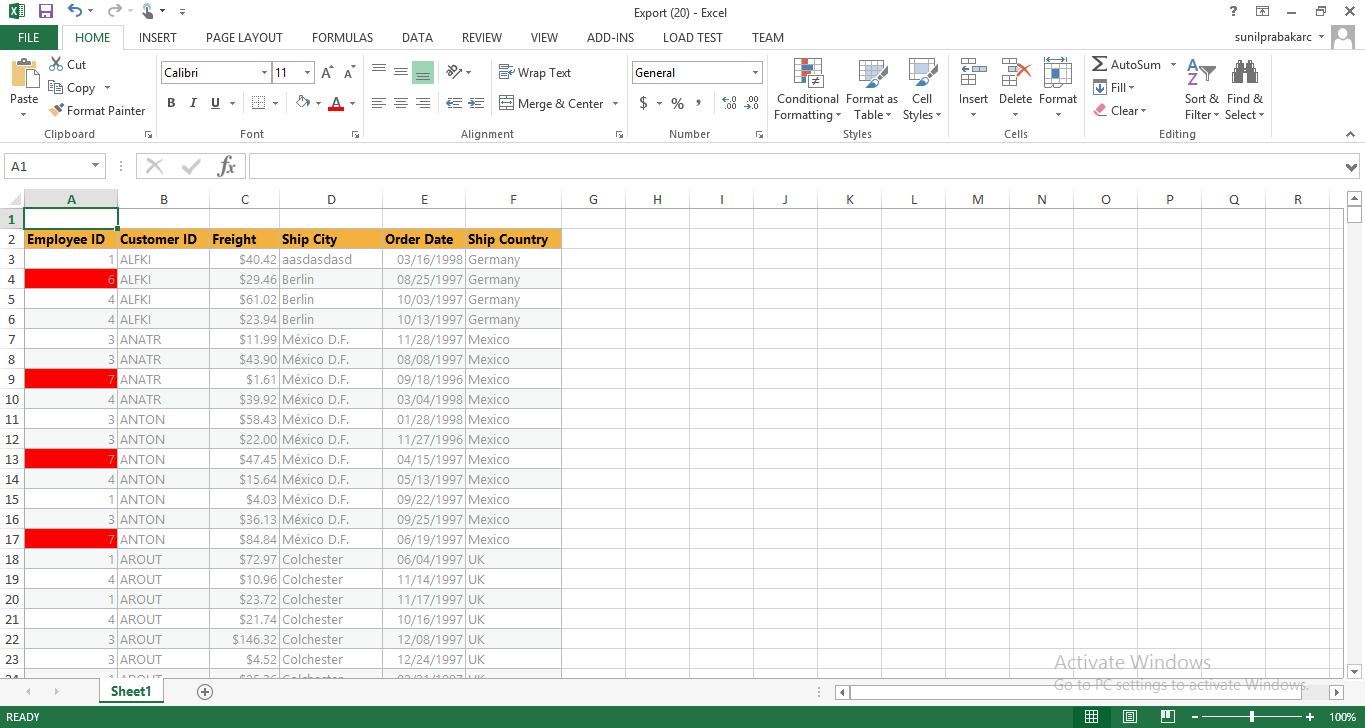 Export (20) - Excel
?
FILE HOME INSERT PAGE LAYOUT FORMULAS DATA REVIEW VIEW ADD-INS LOAD TEST TEAM sunilprabakarc
Paste Cut Calibri 11 A A Wrap Text General Conditional Formatting Format as Table Cell Styles Insert Delete Format AutoSum Sort & Filter Find & Select
Copy Fill
Format Painter B I U A Merge & Center $ % , .00 Clear
Clipboard Font Alignment Number Styles Cells Editing
A1 fx
A B C D E F G H I J K L M N O P Q R
1
2 Employee ID Customer ID Freight Ship City Order Date Ship Country
3 1 ALFKI $40.42 aasdasdasd 03/16/1998 Germany
4 6 ALFKI $29.46 Berlin 08/25/1997 Germany
5 4 ALFKI $61.02 Berlin 10/03/1997 Germany
6 4 ALFKI $23.94 Berlin 10/13/1997 Germany
7 3 ANATR $11.99 México D.F. 11/28/1997 Mexico
8 3 ANATR $43.90 México D.F. 08/08/1997 Mexico
9 7 ANATR $1.61 México D.F. 09/18/1996 Mexico
10 4 ANATR $39.92 México D.F. 03/04/1998 Mexico
11 3 ANTON $58.43 México D.F. 01/28/1998 Mexico
12 3 ANTON $22.00 México D.F. 11/27/1996 Mexico
13 7 ANTON $47.45 México D.F. 04/15/1997 Mexico
14 4 ANTON $15.64 México D.F. 05/13/1997 Mexico
15 1 ANTON $4.03 México D.F. 09/22/1997 Mexico
16 3 ANTON $36.13 México D.F. 09/25/1997 Mexico
17 7 ANTON $84.84 México D.F. 06/19/1997 Mexico
18 1 AROUT $72.97 Colchester 06/04/1997 UK
19 4 AROUT $10.96 Colchester 11/14/1997 UK
20 1 AROUT $23.72 Colchester 11/17/1997 UK
21 4 AROUT $21.74 Colchester 10/16/1997 UK
22 3 AROUT $146.32 Colchester 12/08/1997 UK
23 3 AROUT $4.52 Colchester 12/24/1997 UK
Activate Windows
Go to PC settings to activate Windows.
Sheet1
READY 100%